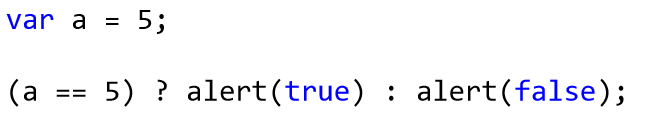 var a = 5;
(a == 5) ? alert(true) : alert(false);